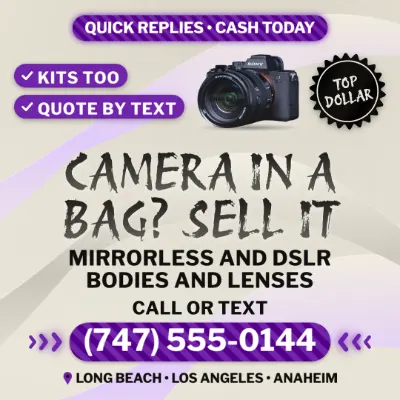 QUICK REPLIES • CASH TODAY
✓ KITS TOO
✓ QUOTE BY TEXT
SONY
TOP
DOLLAR
CAMERA IN A
BAG? SELL IT
MIRRORLESS AND DSLR
BODIES AND LENSES
CALL OR TEXT
(747) 555-0144
LONG BEACH • LOS ANGELES • ANAHEIM